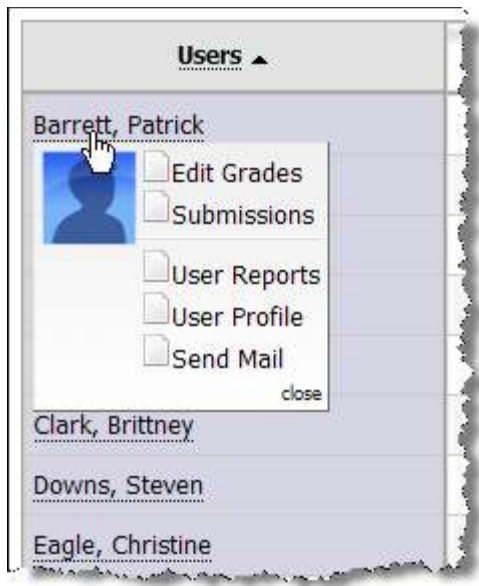 Users ▲
Barrett, Patrick
Edit Grades
Submissions
User Reports
User Profile
Send Mail
close
Clark, Brittney
Downs, Steven
Eagle, Christine